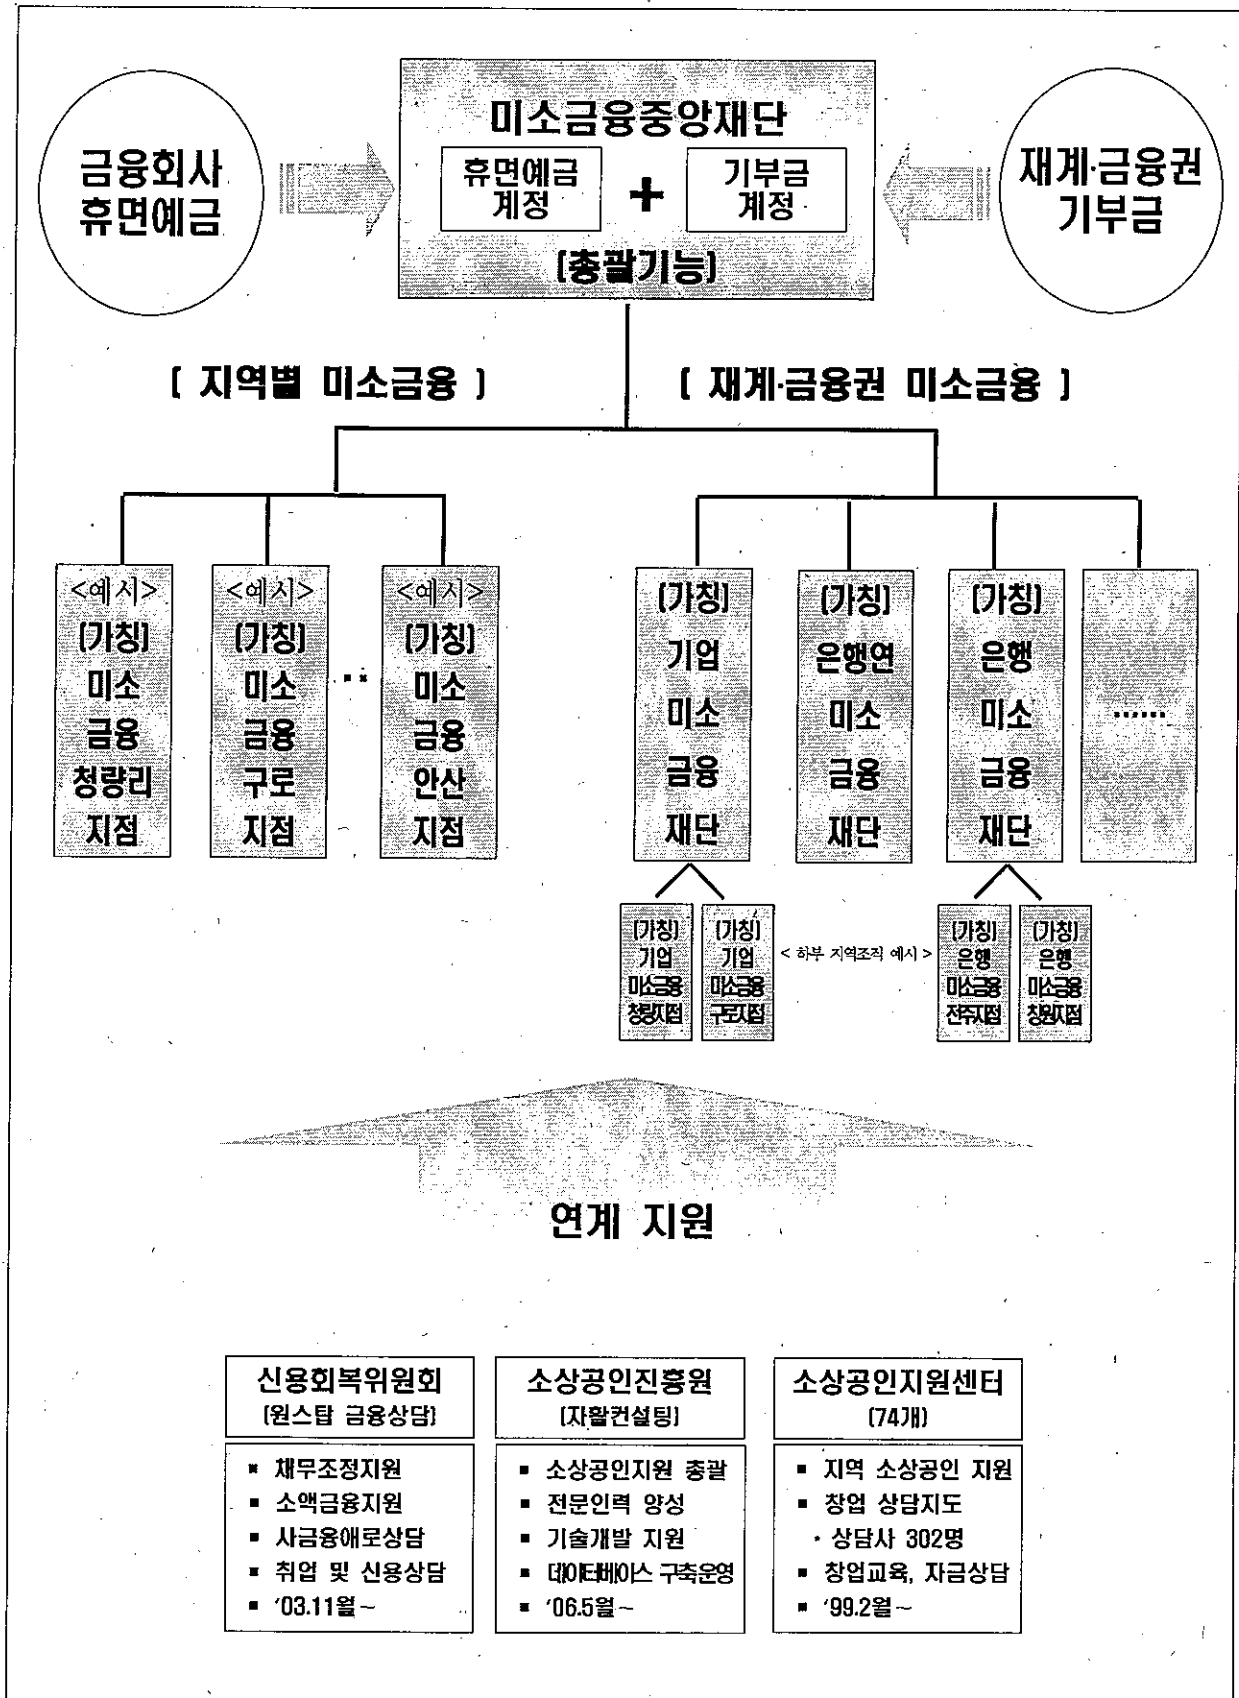 금융회사
휴면예금
미소금융중앙재단
휴면예금
계정
+
기부금
계정
[총괄기능]
재계·금융권
기부금
[ 지역별 미소금융 ]
[ 재계·금융권 미소금융 ]
<예시>
(가칭)
미소
금융
청량리
지점
<예시>
(가칭)
미소
금융
구로
지점
<예시>
(가칭)
미소
금융
안산
지점
(가칭)
기업
미소
금융
재단
(가칭)
은행연
미소
금융
재단
(가칭)
은행
미소
금융
재단
······
(가칭)
기업
미소금융
청량지점
(가칭)
기업
미소금융
구로지점
< 하부 지역조직 예시 >
(가칭)
은행
미소금융
전주지점
(가칭)
은행
미소금융
창원지점
연계 지원
신용회복위원회
(원스탑 금융상담)
▪ 채무조정지원
▪ 소액금융지원
▪ 사금융애로상담
▪ 취업 및 신용상담
▪ '03.11월~
소상공인진흥원
(자활컨설팅)
▪ 소상공인지원 총괄
▪ 전문인력 양성
▪ 기술개발 지원
▪ 데이터베이스 구축운영
▪ '06.5월~
소상공인지원센터
(74개)
▪ 지역 소상공인 지원
▪ 창업 상담지도
· 상담사 302명
▪ 창업교육, 자금상담
▪ '99.2월~